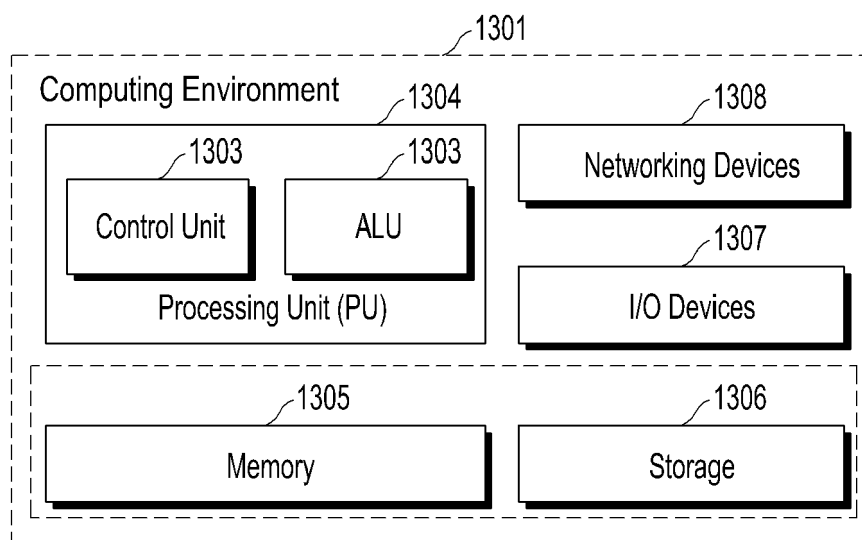 1301
Computing Environment
1304
1308
1303
1303
Networking Devices
Control Unit
ALU
1307
Processing Unit (PU)
I/O Devices
1305
1306
Memory
Storage